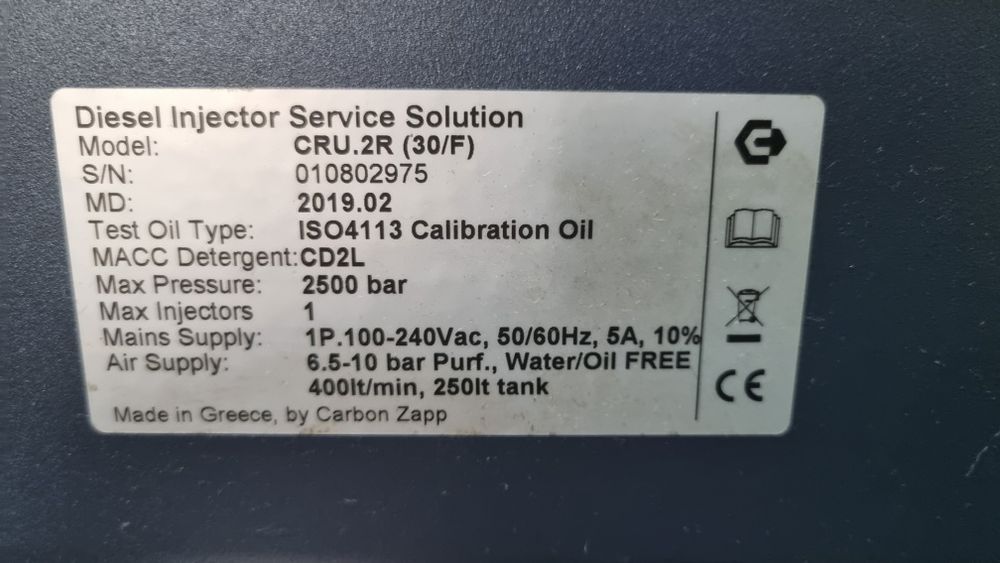 Diesel Injector Service Solution
Model: CRU.2R (30/F)
S/N: 010802975
MD: 2019.02
Test Oil Type: ISO4113 Calibration Oil
MACC Detergent: CD2L
Max Pressure: 2500 bar
Max Injectors 1
Mains Supply: 1P.100-240Vac, 50/60Hz, 5A, 10%
Air Supply: 6.5-10 bar Purf., Water/Oil FREE
400lt/min, 250lt tank
Made in Greece, by Carbon Zapp
CE